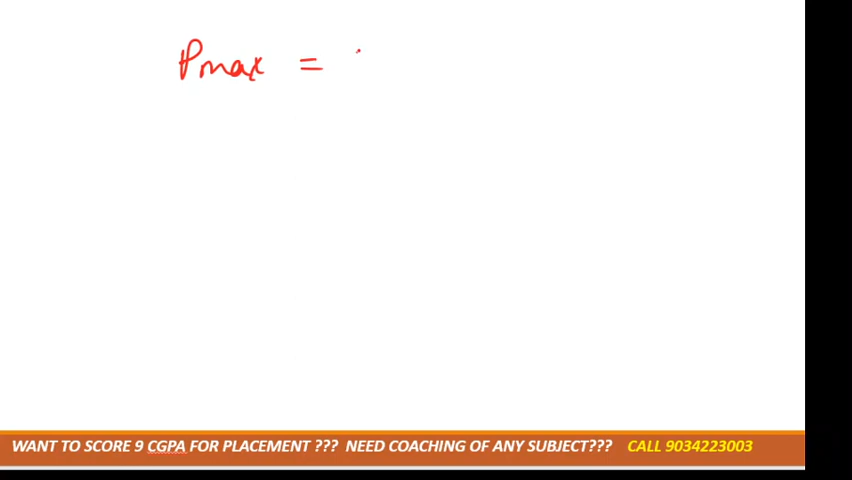 Pmax =
WANT TO SCORE 9 CGPA FOR PLACEMENT ??? NEED COACHING OF ANY SUBJECT??? CALL 9034223003